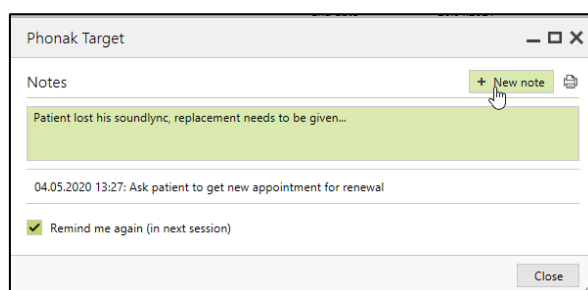 Phonak Target
Notes
+ New note
Patient lost his soundlync, replacement needs to be given...
04.05.2020 13:27: Ask patient to get new appointment for renewal
Remind me again (in next session)
Close